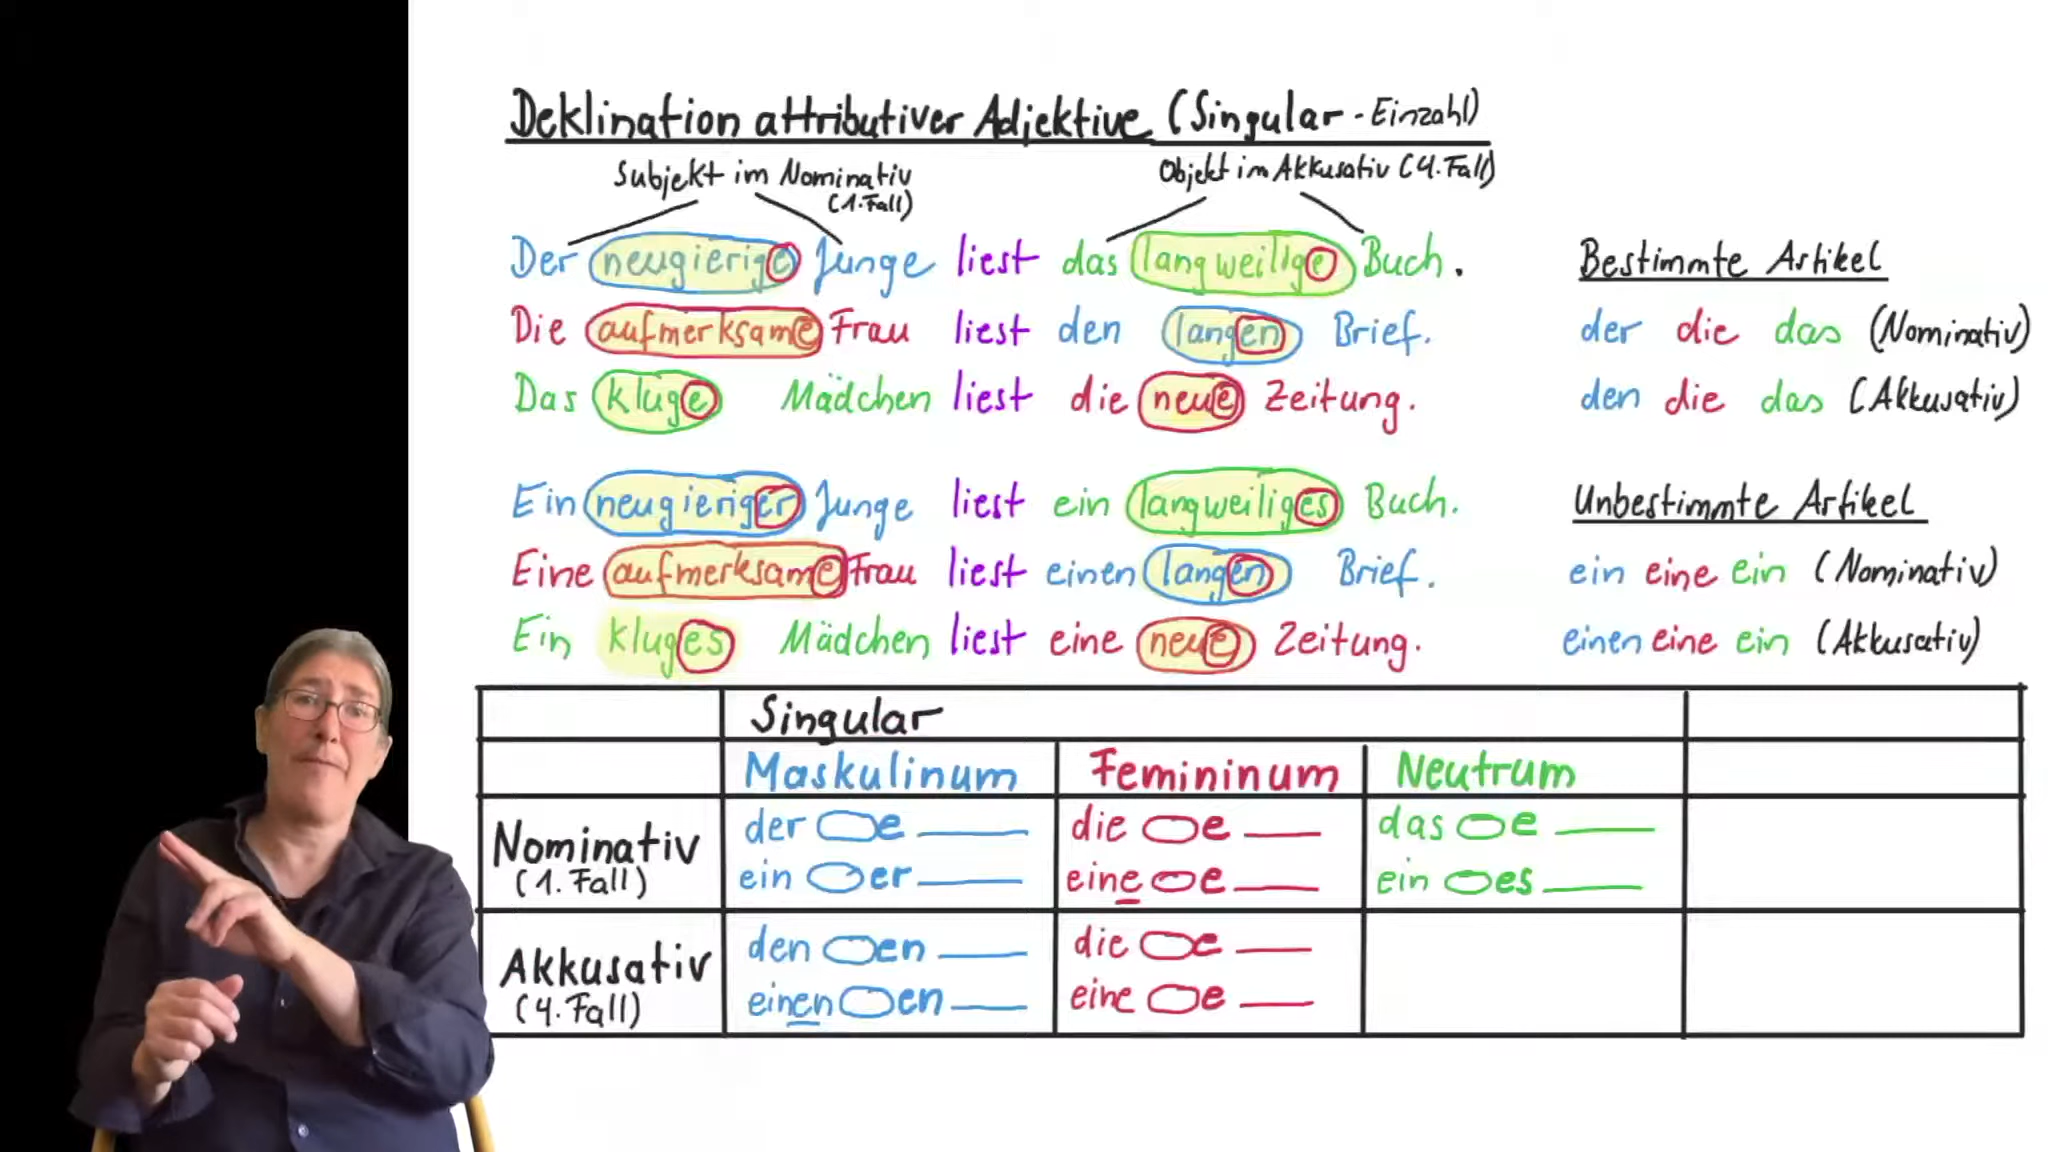 Deklination attributiver Adjektive (Singular - Einzahl)
Subjekt im Nominativ
(1. Fall)
Objekt im Akkusativ (4. Fall)
Der neugierige Junge liest das langweilige Buch.
Die aufmerksame Frau liest den langen Brief.
Das kluge Mädchen liest die neue Zeitung.
Bestimmte Artikel
der die das (Nominativ)
den die das (Akkusativ)
Ein neugieriger Junge liest ein langweiliges Buch.
Eine aufmerksame Frau liest einen langen Brief.
Ein kluges Mädchen liest eine neue Zeitung.
Unbestimmte Artikel
ein eine ein (Nominativ)
einen eine ein (Akkusativ)
Singular
Maskulinum Femininum Neutrum
Nominativ
(1. Fall)
der e die e das e
ein er eine e ein es
Akkusativ
(4. Fall)
den en die e
einen en eine e